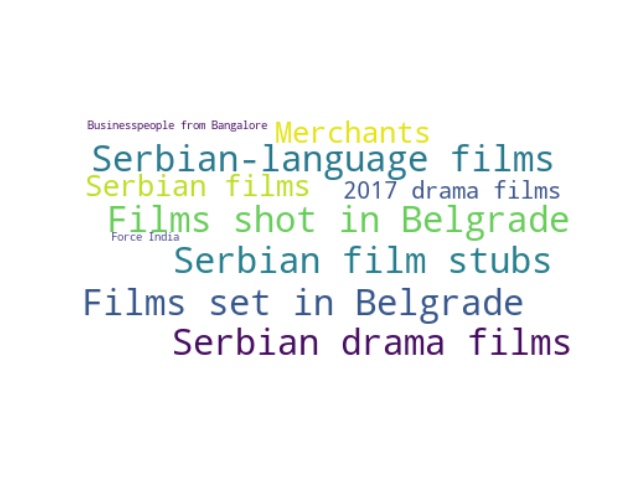 Businesspeople from Bangalore
Merchants
Serbian-language films
Serbian films
2017 drama films
Films shot in Belgrade
Force India
Serbian film stubs
Films set in Belgrade
Serbian drama films